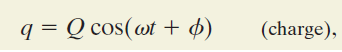 q = Q cos(ωt + ϕ) (charge),